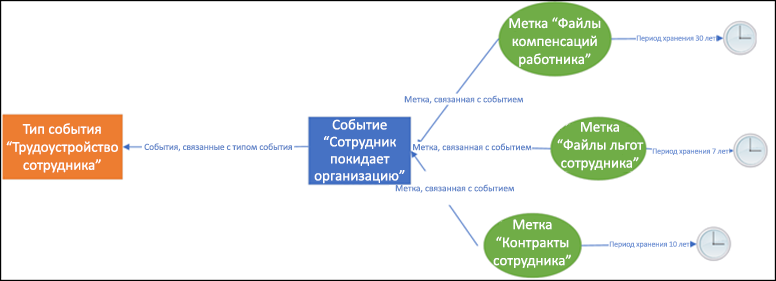 Тип события
“Трудоустройство
сотрудника”
События, связанные с типом события
Событие
“Сотрудник
покидает
организацию”
Метка, связанная с событием
Метка “Файлы
компенсаций
работника”
Период хранения 30 лет
Метка, связанная с событием
Метка
“Файлы льгот
сотрудника”
Период хранения 7 лет
Метка, связанная с событием
Метка
“Контракты
сотрудника”
Период хранения 10 лет